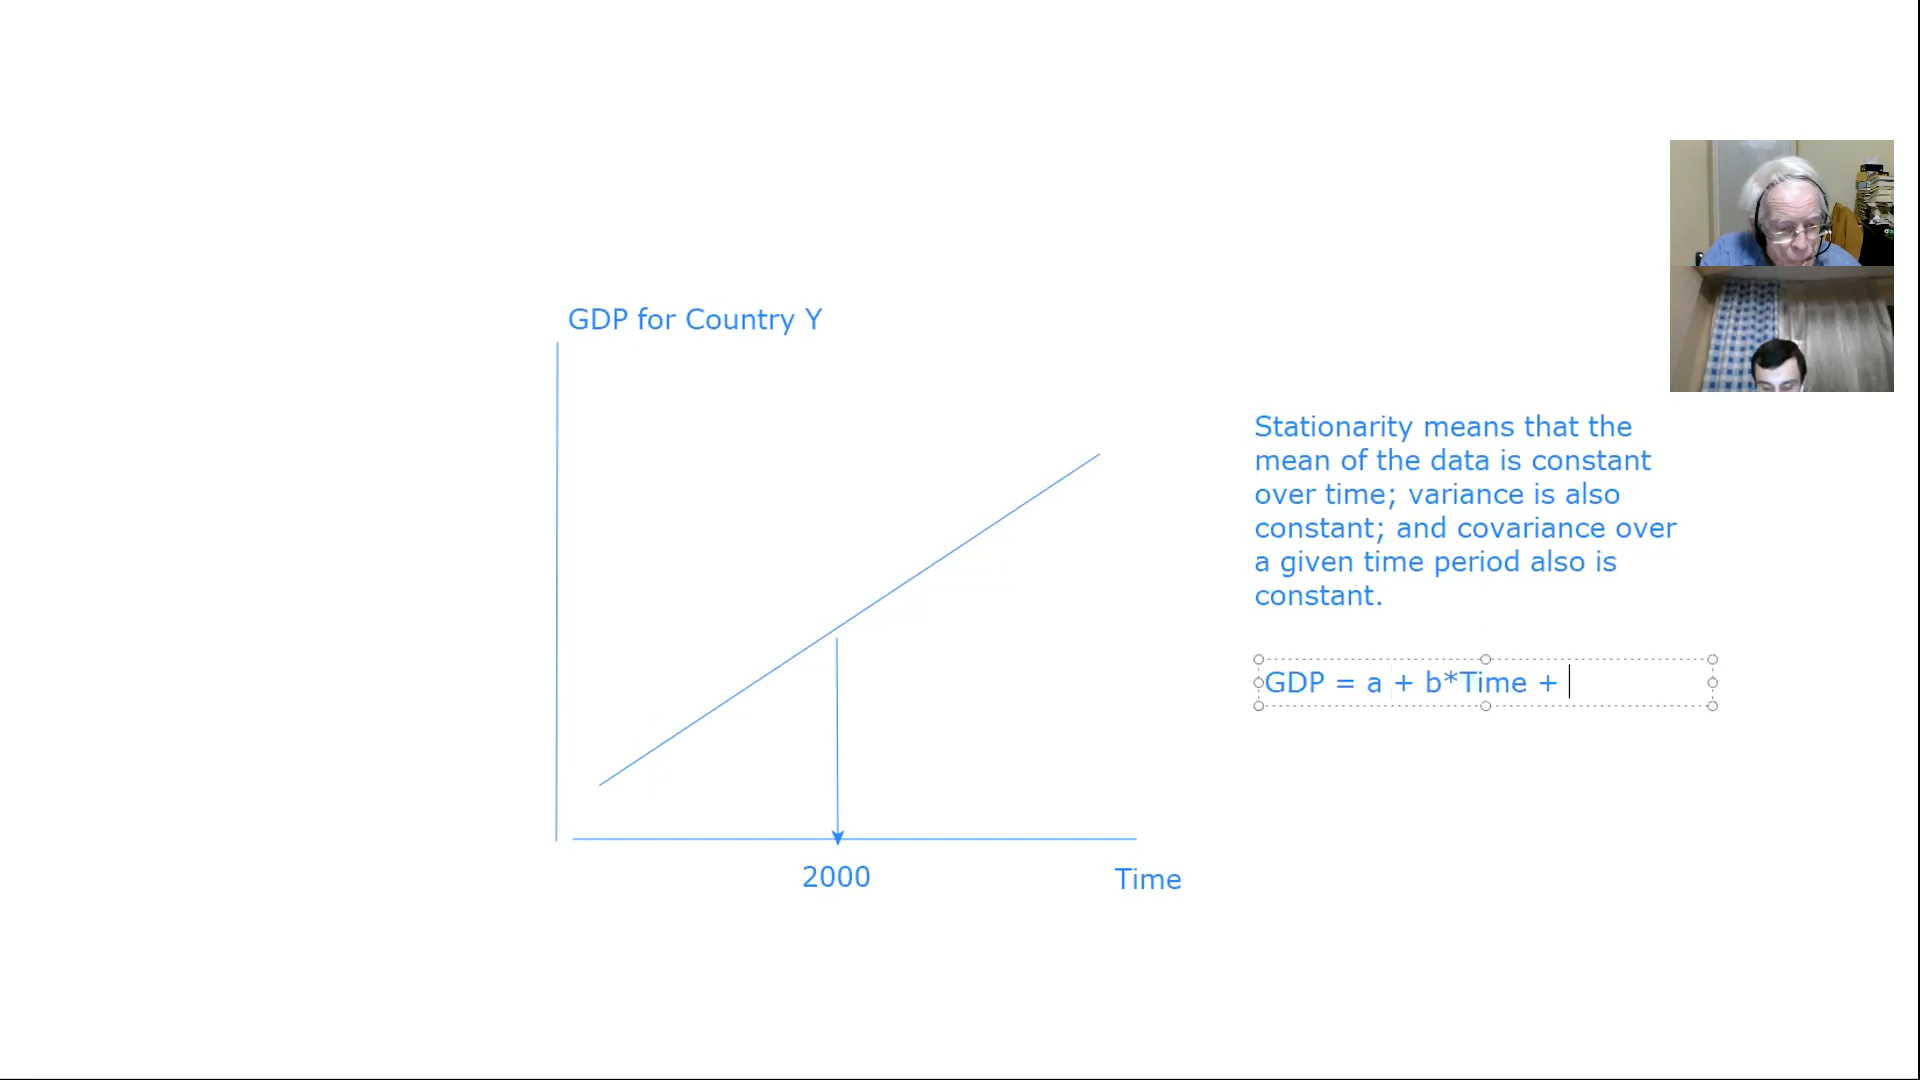 GDP for Country Y
Stationarity means that the
mean of the data is constant
over time; variance is also
constant; and covariance over
a given time period also is
constant.
GDP = a + b*Time +
2000
Time